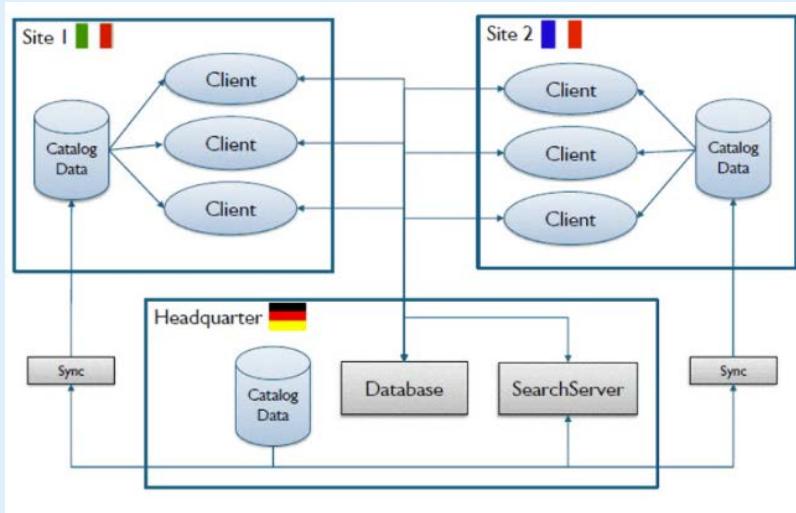 Site 1
Client
Client
Client
Catalog
Data
Site 2
Client
Client
Client
Catalog
Data
Headquarter
Sync
Catalog
Data
Database
SearchServer
Sync